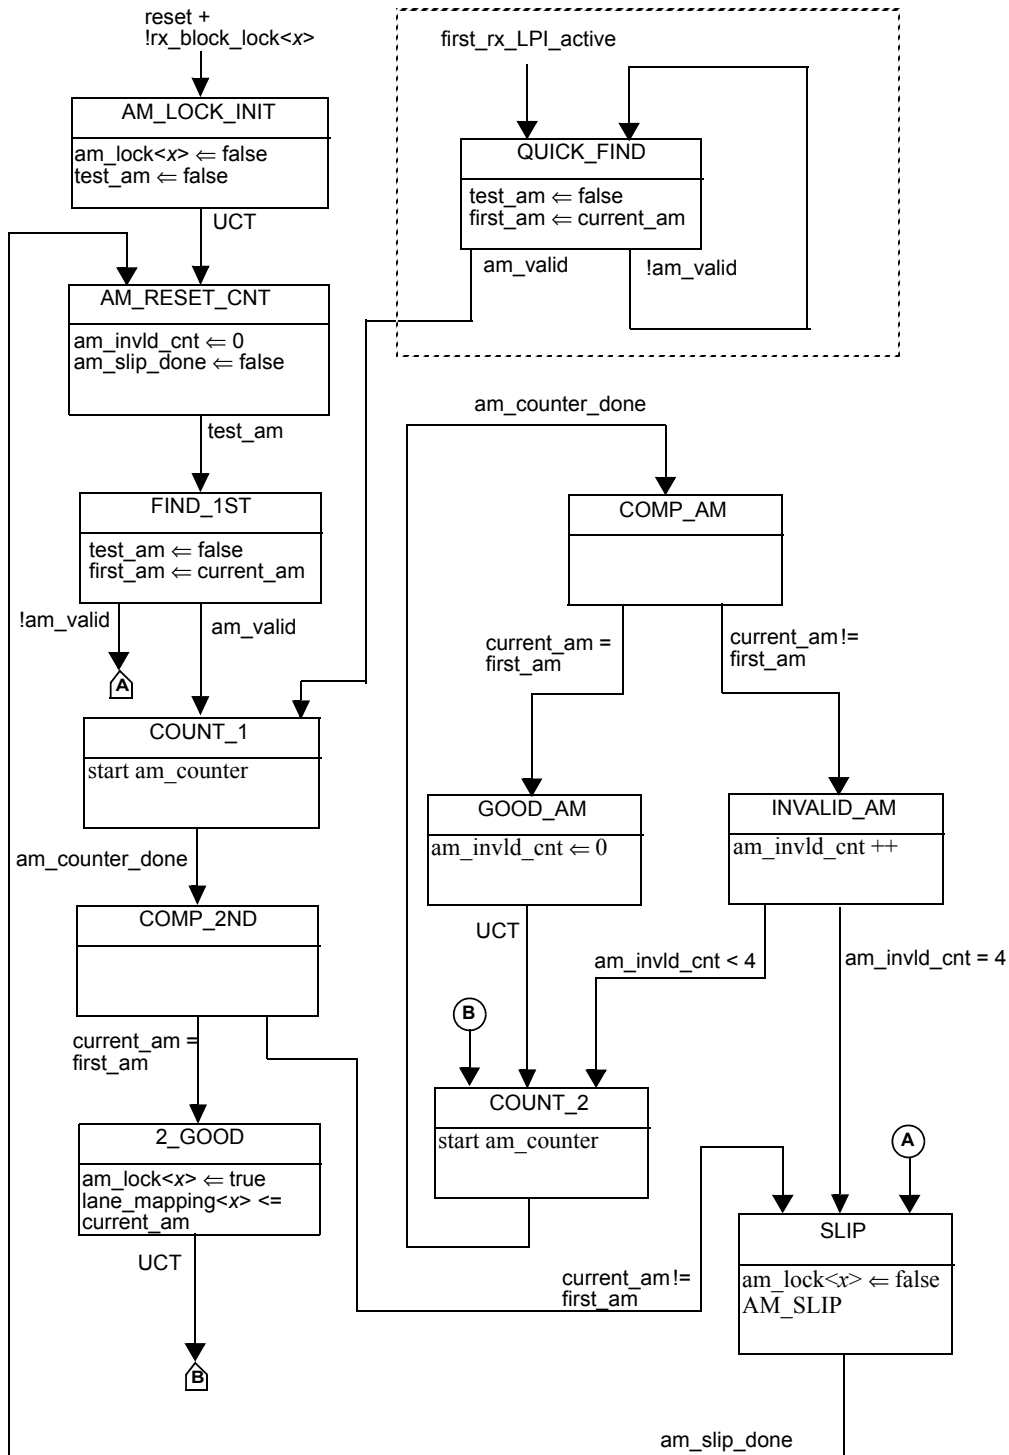 reset +
!rx_block_lock<x>
AM_LOCK_INIT
am_lock<x> ⇐ false
test_am ⇐ false
UCT
AM_RESET_CNT
am_invld_cnt ⇐ 0
am_slip_done ⇐ false
test_am
FIND_1ST
test_am ⇐ false
first_am ⇐ current_am
!am_valid
am_valid
A
COUNT_1
start am_counter
am_counter_done
COMP_2ND
current_am =
first_am
2_GOOD
am_lock<x> ⇐ true
lane_mapping<x> <=
current_am
UCT
B
first_rx_LPI_active
QUICK_FIND
test_am ⇐ false
first_am ⇐ current_am
am_valid
!am_valid
am_counter_done
COMP_AM
current_am =
first_am
current_am !=
first_am
GOOD_AM
am_invld_cnt ⇐ 0
INVALID_AM
am_invld_cnt ++
UCT
am_invld_cnt < 4
am_invld_cnt = 4
B
COUNT_2
start am_counter
A
current_am !=
first_am
SLIP
am_lock<x> ⇐ false
AM_SLIP
am_slip_done